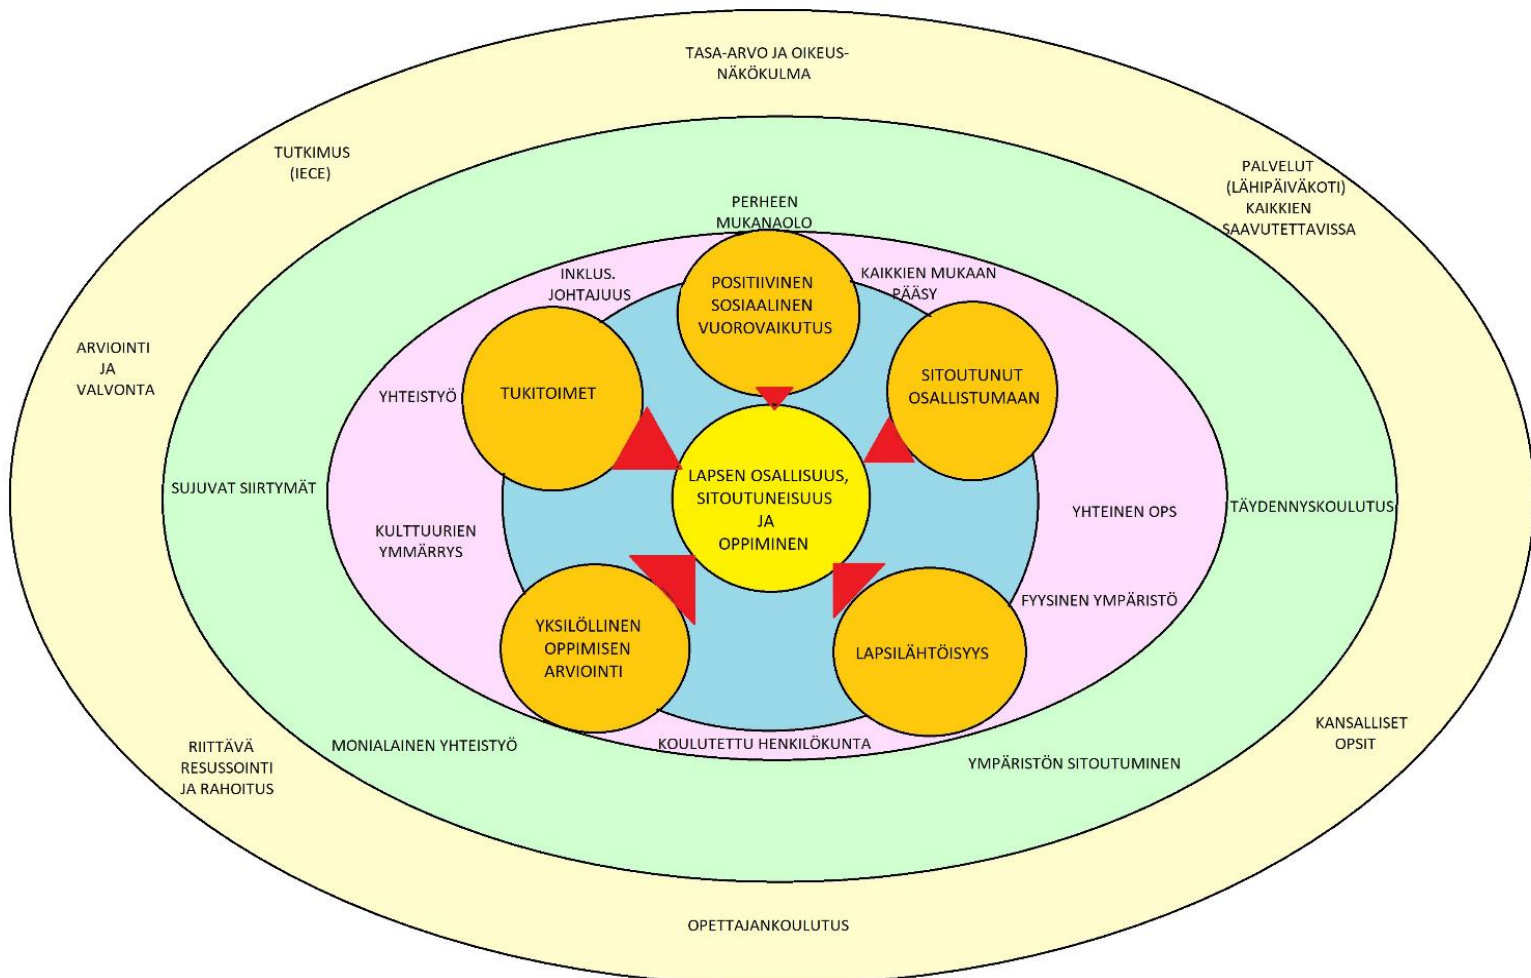 TASA-ARVO JA OIKEUS-
NÄKÖKULMA
TUTKIMUS
(IECE)
PALVELUT
(LÄHIPÄIVÄKOTI)
KAIKKIEN
SAAVUTETTAVISSA
PERHEEN
MUKANAOLO
INKLUS.
JOHTAJUUS
POSITIIVINEN
SOSIAALINEN
VUOROVAIKUTUS
KAIKKIEN MUKAAN
PÄÄSY
ARVIOINTI
JA
VALVONTA
YHTEISTYÖ
TUKITOIMET
SITOUTUNUT
OSALLISTUMAAN
SUJUVAT SIIRTYMÄT
LAPSEN OSALLISUUS,
SITOUTUNEISUUS
JA
OPPIMINEN
YHTEINEN OPS
TÄYDENNYSKOULUTUS
KULTTUURIEN
YMMÄRRYS
FYYSINEN YMPÄRISTÖ
YKSILÖLLINEN
OPPIMISEN
ARVIOINTI
LAPSILÄHTÖISYYS
RIITTÄVÄ
RESUSSOINTI
JA RAHOITUS
MONIALAINEN YHTEISTYÖ
KOULUTETTU HENKILÖKUNTA
YMPÄRISTÖN SITOUTUMINEN
KANSALLISET
OPSIT
OPETTAJANKOULUTUS